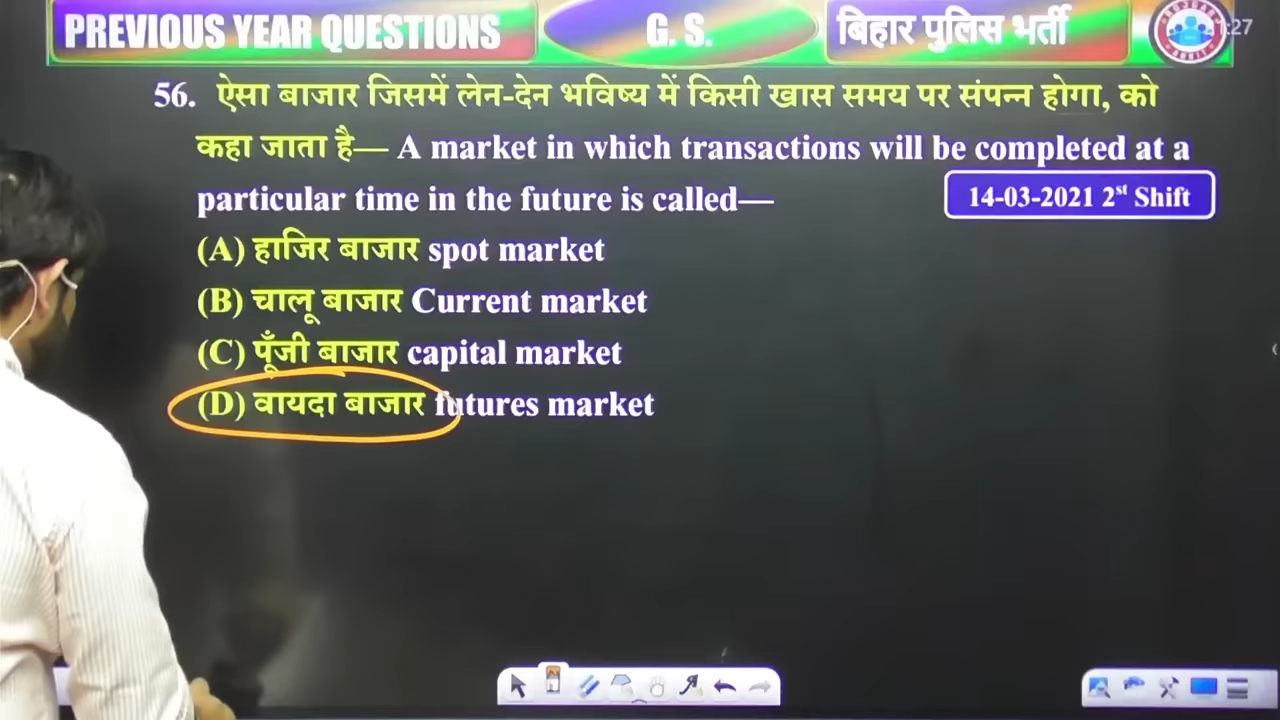 PREVIOUS YEAR QUESTIONS
G. S.
बिहार पुलिस भर्ती
1:27
56. ऐसा बाजार जिसमें लेन-देन भविष्य में किसी खास समय पर संपन्न होगा, को
कहा जाता है— A market in which transactions will be completed at a
particular time in the future is called—
14-03-2021 2st Shift
(A) हाजिर बाजार spot market
(B) चालू बाजार Current market
(C) पूँजी बाजार capital market
(D) वायदा बाजार futures market